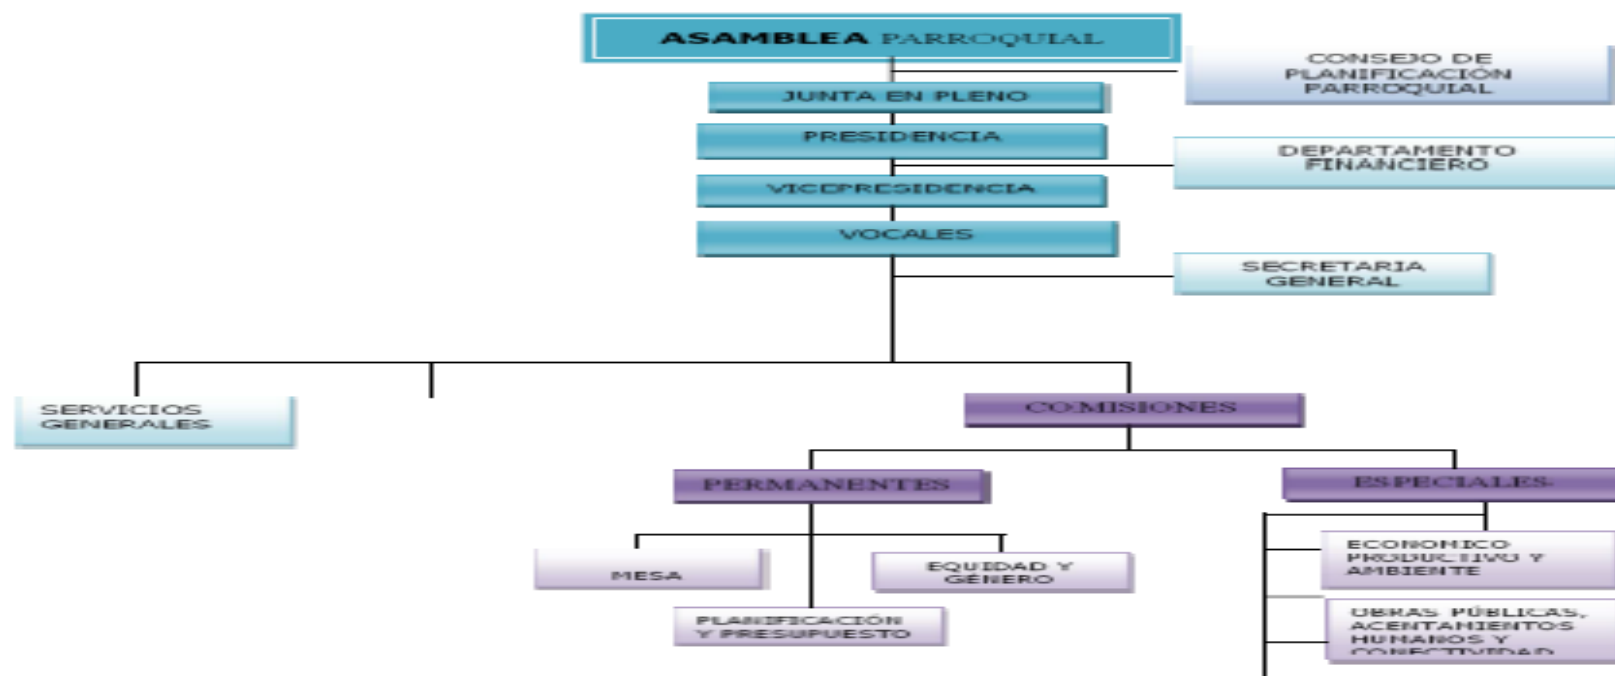 ASAMBLEA PARROQUIAL
CONSEJO DE
PLANIFICACIÓN
PARROQUIAL
JUNTA EN PLENO
PRESIDENCIA
DEPARTAMENTO
FINANCIERO
VICEPRESIDENCIA
VOCALES
SECRETARIA
GENERAL
SERVICIOS
GENERALES
COMISIONES
PERMANENTES
ESPECIALES
MESA
EQUIDAD Y
GÉNERO
PLANIFICACIÓN
Y PRESUPUESTO
ECONOMICO
PRODUCTIVO Y
AMBIENTE
OBRAS PÚBLICAS,
ACENTAMIENTOS
HUMANOS Y
CONECTIVIDAD